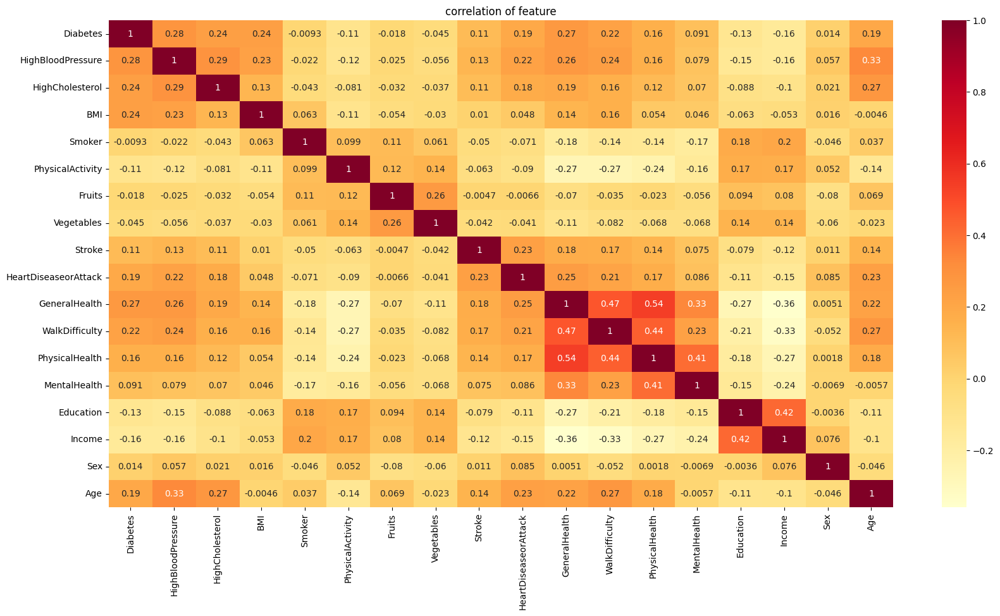 correlation of feature
Diabetes 1 0.28 0.24 0.24 -0.0093 -0.11 -0.018 -0.045 0.11 0.19 0.27 0.22 0.16 0.091 -0.13 -0.16 0.014 0.19
HighBloodPressure 0.28 1 0.29 0.23 -0.022 -0.12 -0.025 -0.056 0.13 0.22 0.26 0.24 0.16 0.079 -0.15 -0.16 0.057 0.33
HighCholesterol 0.24 0.29 1 0.13 -0.043 -0.081 -0.032 -0.037 0.11 0.18 0.19 0.16 0.12 0.07 -0.088 -0.1 0.021 0.27
BMI 0.24 0.23 0.13 1 0.063 -0.11 -0.054 -0.03 0.01 0.048 0.14 0.16 0.054 0.046 -0.063 -0.053 0.016 -0.0046
Smoker -0.0093 -0.022 -0.043 0.063 1 0.099 0.11 0.061 -0.05 -0.071 -0.18 -0.14 -0.14 -0.17 0.18 0.2 -0.046 0.037
PhysicalActivity -0.11 -0.12 -0.081 -0.11 0.099 1 0.12 0.14 -0.063 -0.09 -0.27 -0.27 -0.24 -0.16 0.17 0.17 0.052 -0.14
Fruits -0.018 -0.025 -0.032 -0.054 0.11 0.12 1 0.26 -0.0047 -0.0066 -0.07 -0.035 -0.023 -0.056 0.094 0.08 -0.08 0.069
Vegetables -0.045 -0.056 -0.037 -0.03 0.061 0.14 0.26 1 -0.042 -0.041 -0.11 -0.082 -0.068 -0.068 0.14 0.14 -0.06 -0.023
Stroke 0.11 0.13 0.11 0.01 -0.05 -0.063 -0.0047 -0.042 1 0.23 0.18 0.17 0.14 0.075 -0.079 -0.12 0.011 0.14
HeartDiseaseorAttack 0.19 0.22 0.18 0.048 -0.071 -0.09 -0.0066 -0.041 0.23 1 0.25 0.21 0.17 0.086 -0.11 -0.15 0.085 0.23
GeneralHealth 0.27 0.26 0.19 0.14 -0.18 -0.27 -0.07 -0.11 0.18 0.25 1 0.47 0.54 0.33 -0.27 -0.36 0.0051 0.22
WalkDifficulty 0.22 0.24 0.16 0.16 -0.14 -0.27 -0.035 -0.082 0.17 0.21 0.47 1 0.44 0.23 -0.21 -0.33 -0.052 0.27
PhysicalHealth 0.16 0.16 0.12 0.054 -0.14 -0.24 -0.023 -0.068 0.14 0.17 0.54 0.44 1 0.41 -0.18 -0.27 0.0018 0.18
MentalHealth 0.091 0.079 0.07 0.046 -0.17 -0.16 -0.056 -0.068 0.075 0.086 0.33 0.23 0.41 1 -0.15 -0.24 -0.0069 -0.0057
Education -0.13 -0.15 -0.088 -0.063 0.18 0.17 0.094 0.14 -0.079 -0.11 -0.27 -0.21 -0.18 -0.15 1 0.42 -0.0036 -0.11
Income -0.16 -0.16 -0.1 -0.053 0.2 0.17 0.08 0.14 -0.12 -0.15 -0.36 -0.33 -0.27 -0.24 0.42 1 0.076 -0.1
Sex 0.014 0.057 0.021 0.016 -0.046 0.052 -0.08 -0.06 0.011 0.085 0.0051 -0.052 0.0018 -0.0069 -0.0036 0.076 1 -0.046
Age 0.19 0.33 0.27 -0.0046 0.037 -0.14 0.069 -0.023 0.14 0.23 0.22 0.27 0.18 -0.0057 -0.11 -0.1 -0.046 1
Diabetes
HighBloodPressure
HighCholesterol
BMI
Smoker
PhysicalActivity
Fruits
Vegetables
Stroke
HeartDiseaseorAttack
GeneralHealth
WalkDifficulty
PhysicalHealth
MentalHealth
Education
Income
Sex
Age
1.0
0.8
0.6
0.4
0.2
0.0
−0.2